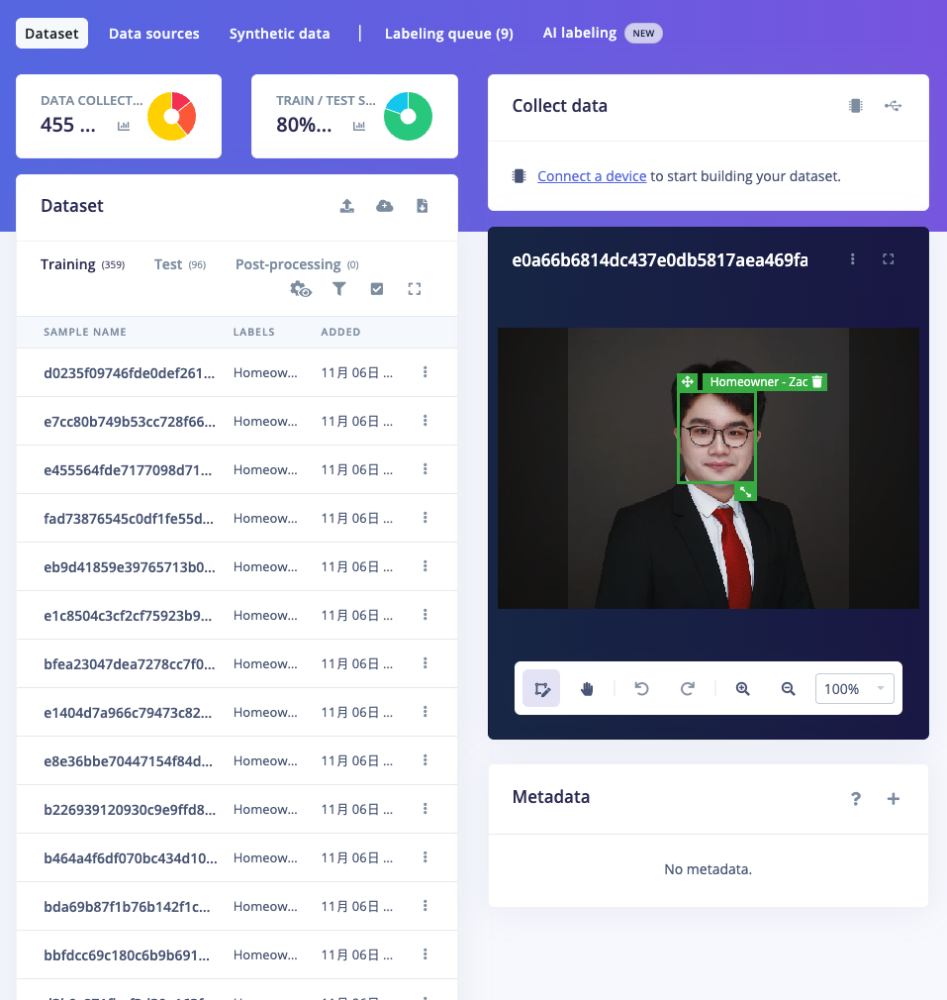 Dataset
Data sources
Synthetic data
Labeling queue (9)
AI labeling
NEW
DATA COLLECT...
455 ...
TRAIN / TEST S...
80%...
Collect data
Connect a device to start building your dataset.
Dataset
Training (359)
Test (96)
Post-processing (0)
SAMPLE NAME LABELS ADDED
d0235f09746fde0def261... Homeow... 11月 06日 ...
e7cc80b749b53cc728f66... Homeow... 11月 06日 ...
e455564fde7177098d71... Homeow... 11月 06日 ...
fad73876545c0df1fe55d... Homeow... 11月 06日 ...
eb9d41859e39765713b0... Homeow... 11月 06日 ...
e1c8504c3cf2cf75923b9... Homeow... 11月 06日 ...
bfea23047dea7278cc7f0... Homeow... 11月 06日 ...
e1404d7a966c79473c82... Homeow... 11月 06日 ...
e8e36bbe70447154f84d... Homeow... 11月 06日 ...
b226939120930c9e9ffd8... Homeow... 11月 06日 ...
b464a4f6df070bc434d10... Homeow... 11月 06日 ...
bda69b87f1b76b142f1c... Homeow... 11月 06日 ...
bbfdcc69c180c6b9b691... Homeow... 11月 06日 ...
e0a66b6814dc437e0db5817aea469fa
Homeowner - Zac
100%
Metadata
No metadata.